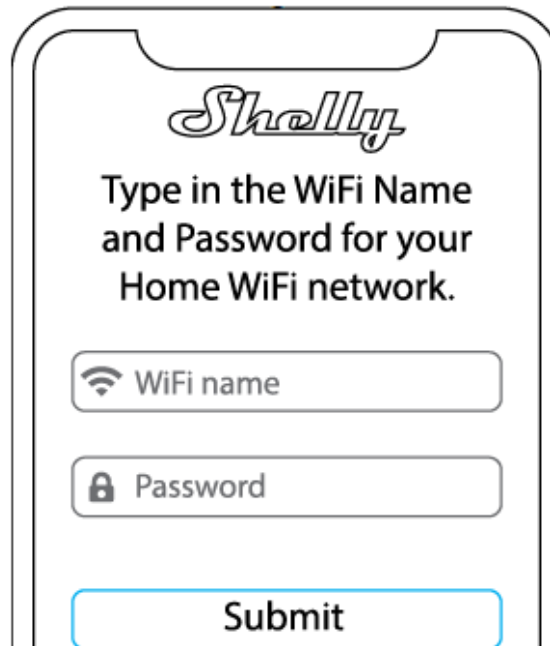 Shelly
Type in the WiFi Name
and Password for your
Home WiFi network.
WiFi name
Password
Submit